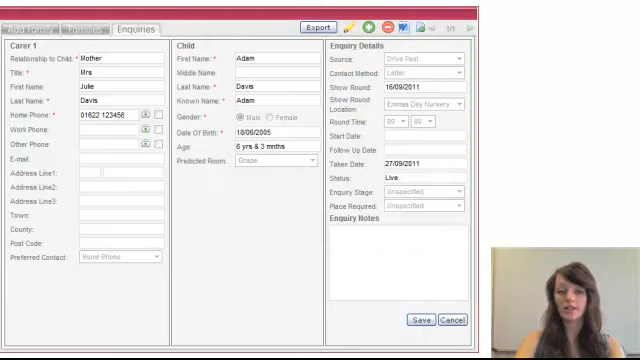 Add Family Families Enquiries Export 1/1
Carer 1
Relationship to Child: * Mother
Title: * Mrs
First Name: Julie
Last Name: * Davis
Home Phone: * 01622 123456
Work Phone:
Other Phone:
E-mail:
Address Line1:
Address Line2:
Address Line3:
Town:
County:
Post Code:
Preferred Contact: Home Phone
Child
First Name: * Adam
Middle Name:
Last Name: * Davis
Known Name: * Adam
Gender: * Male Female
Date Of Birth: * 18/06/2005
Age: 6 yrs & 3 mnths
Predicted Room: Grape
Enquiry Details
Source: Drive Past
Contact Method: Letter
Show Round: 16/09/2011
Show Round
Location: Emmas Day Nursery
Round Time: 00 00
Start Date:
Follow Up Date:
Taken Date: 27/09/2011
Status: Live
Enquiry Stage: Unspecified
Place Required: Unspecified
Enquiry Notes
Save Cancel